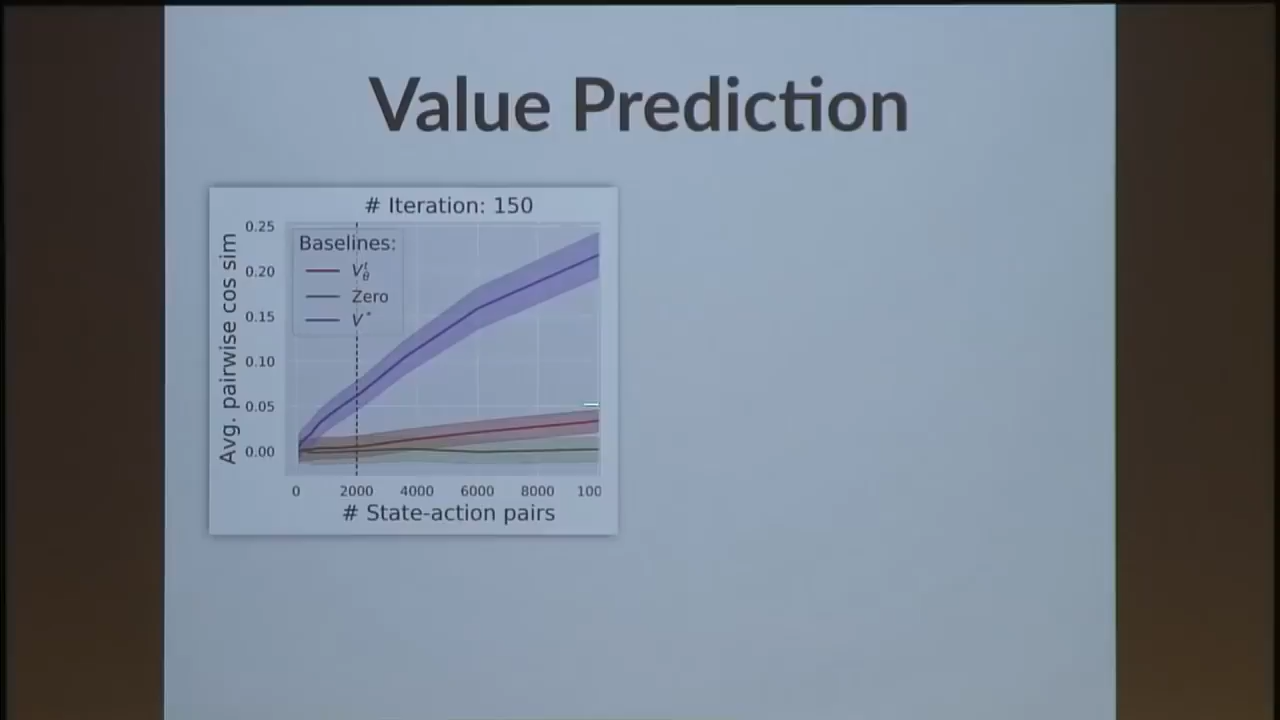 Value Prediction
# Iteration: 150
Avg. pairwise cos sim
0.25
0.20
0.15
0.10
0.05
0.00
Baselines:
V_θ^t
Zero
V*
0 2000 4000 6000 8000 100
# State-action pairs